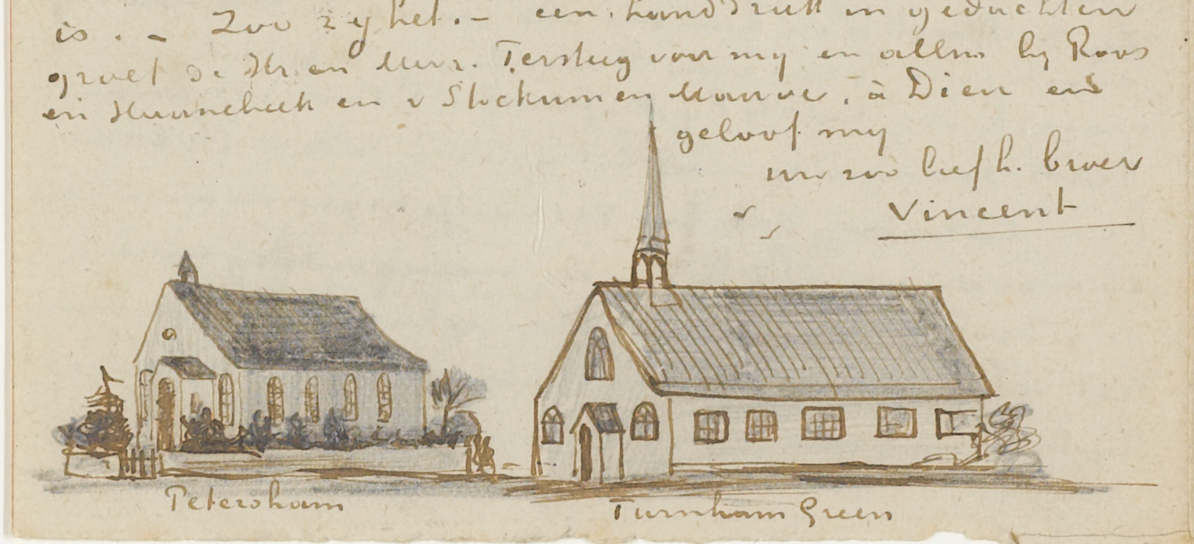 is. – Zoo zy het. – een handdruk in gedachten
groet de Hr en Mevr. Tersteeg voor my en allen by Roos
en Haanebeek en v Stockum en Mauve, à Dieu en
geloof my
uw zoo liefh. broer
Vincent
Petersham
Turnham Green